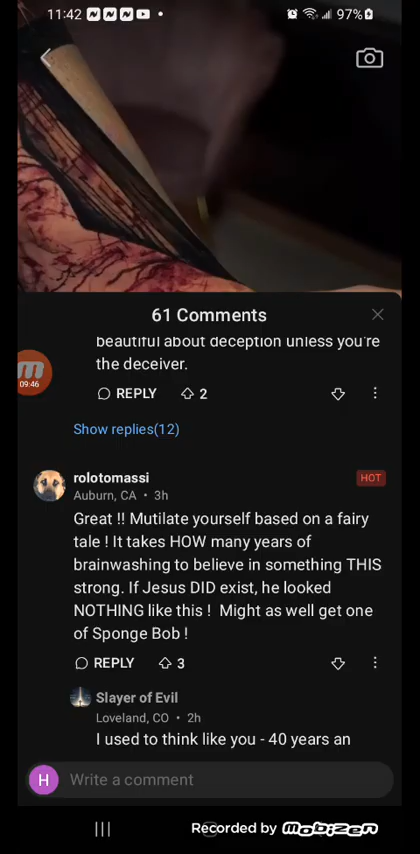 11:42
97%
61 Comments
beautiful about deception unless you're
the deceiver.
09:46
REPLY 2
Show replies(12)
rolotomassi HOT
Auburn, CA • 3h
Great !! Mutilate yourself based on a fairy
tale ! It takes HOW many years of
brainwashing to believe in something THIS
strong. If Jesus DID exist, he looked
NOTHING like this !  Might as well get one
of Sponge Bob !
REPLY 3
Slayer of Evil
Loveland, CO • 2h
I used to think like you - 40 years an
H Write a comment
Recorded by mobizen